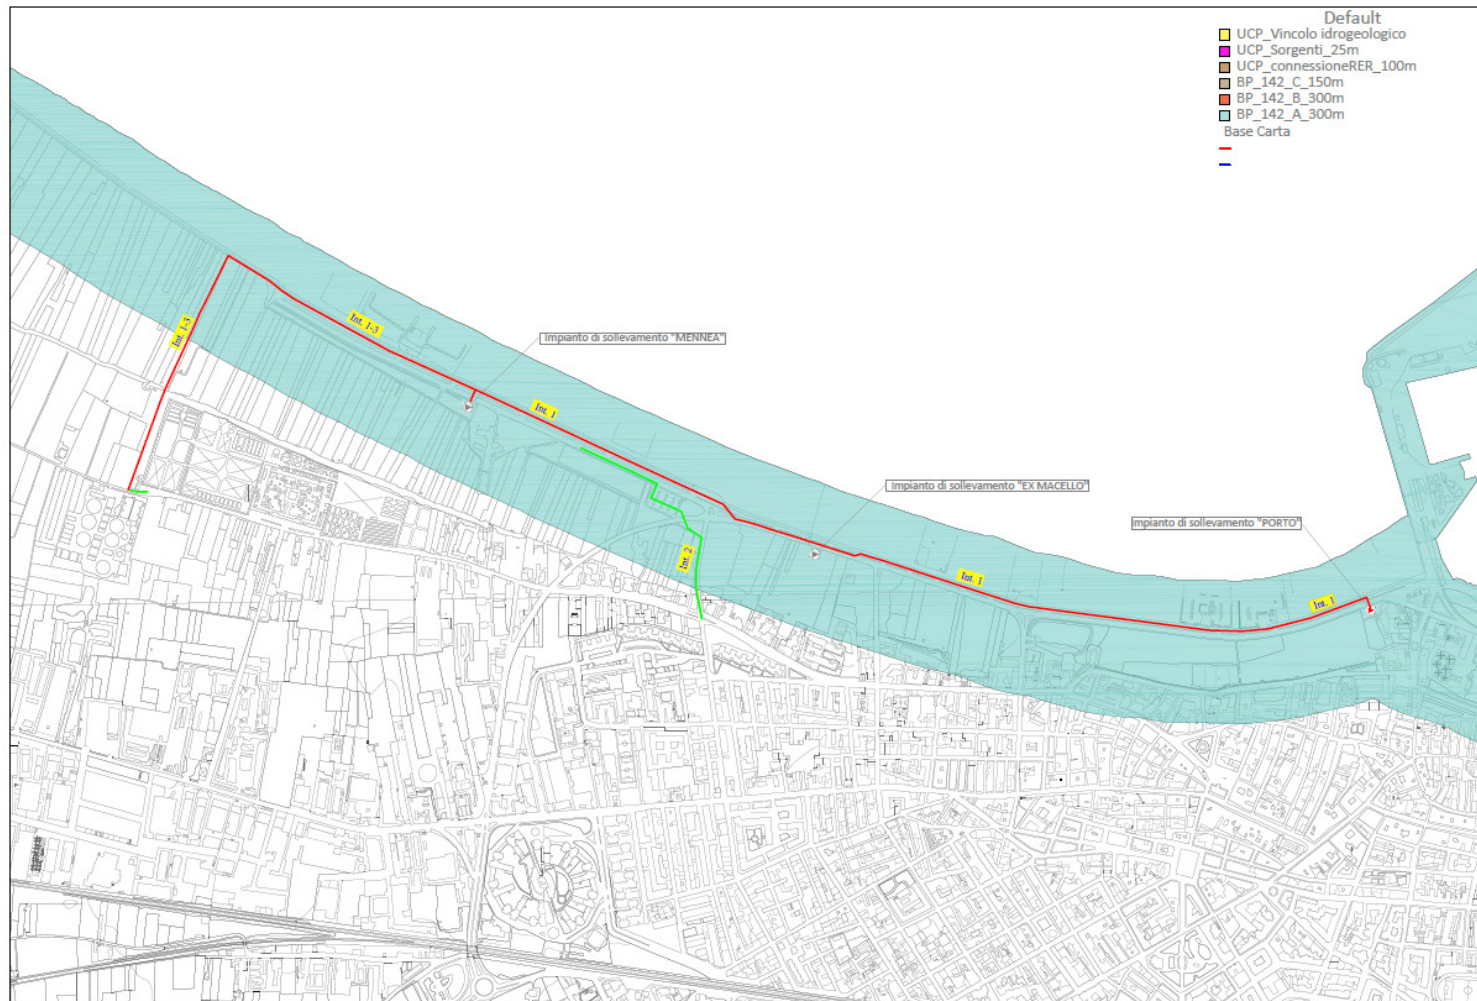 Default
UCP_Vincolo idrogeologico
UCP_Sorgenti_25m
UCP_connessioneRER_100m
BP_142_C_150m
BP_142_B_300m
BP_142_A_300m
Base Carta
Int. 1-3
Int. 1-3
Impianto di sollevamento "MENNEA"
Int. 1
Impianto di sollevamento "EX MACELLO"
Impianto di sollevamento "PORTO"
Int. 2
Int. 1
Int. 1